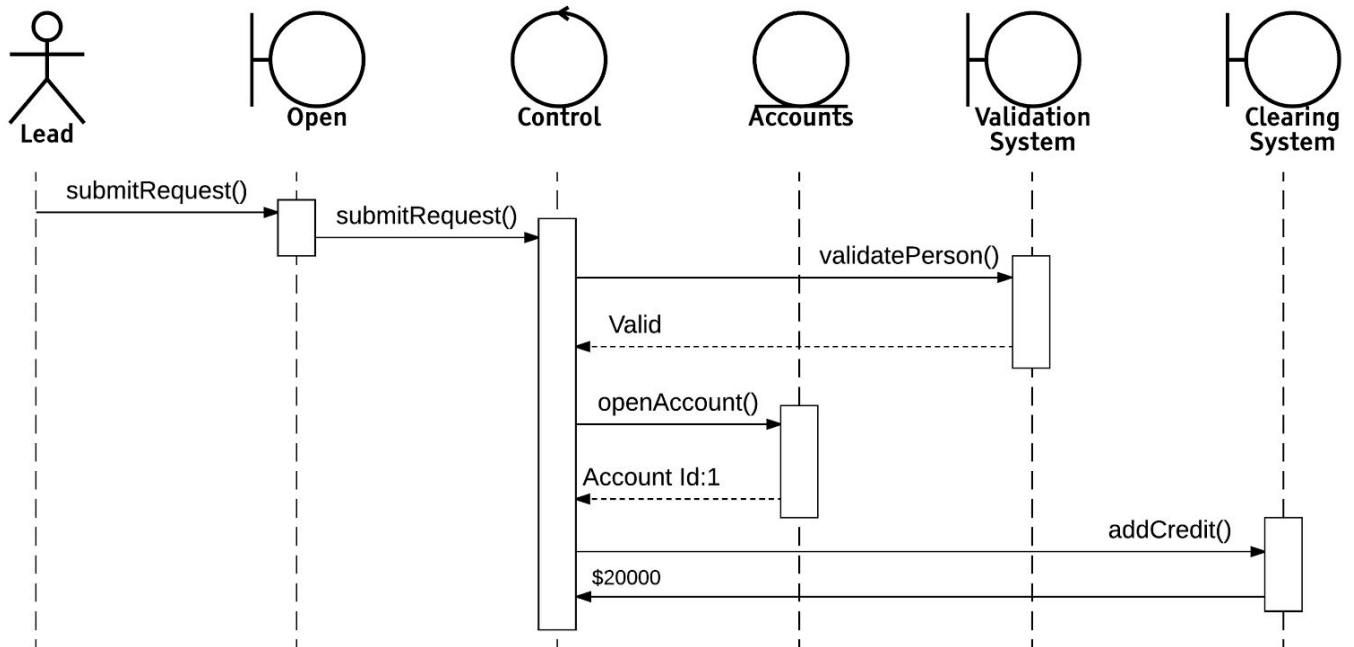 Lead
Open
Control
Accounts
Validation
System
Clearing
System
submitRequest()
submitRequest()
validatePerson()
Valid
openAccount()
Account Id:1
addCredit()
$20000